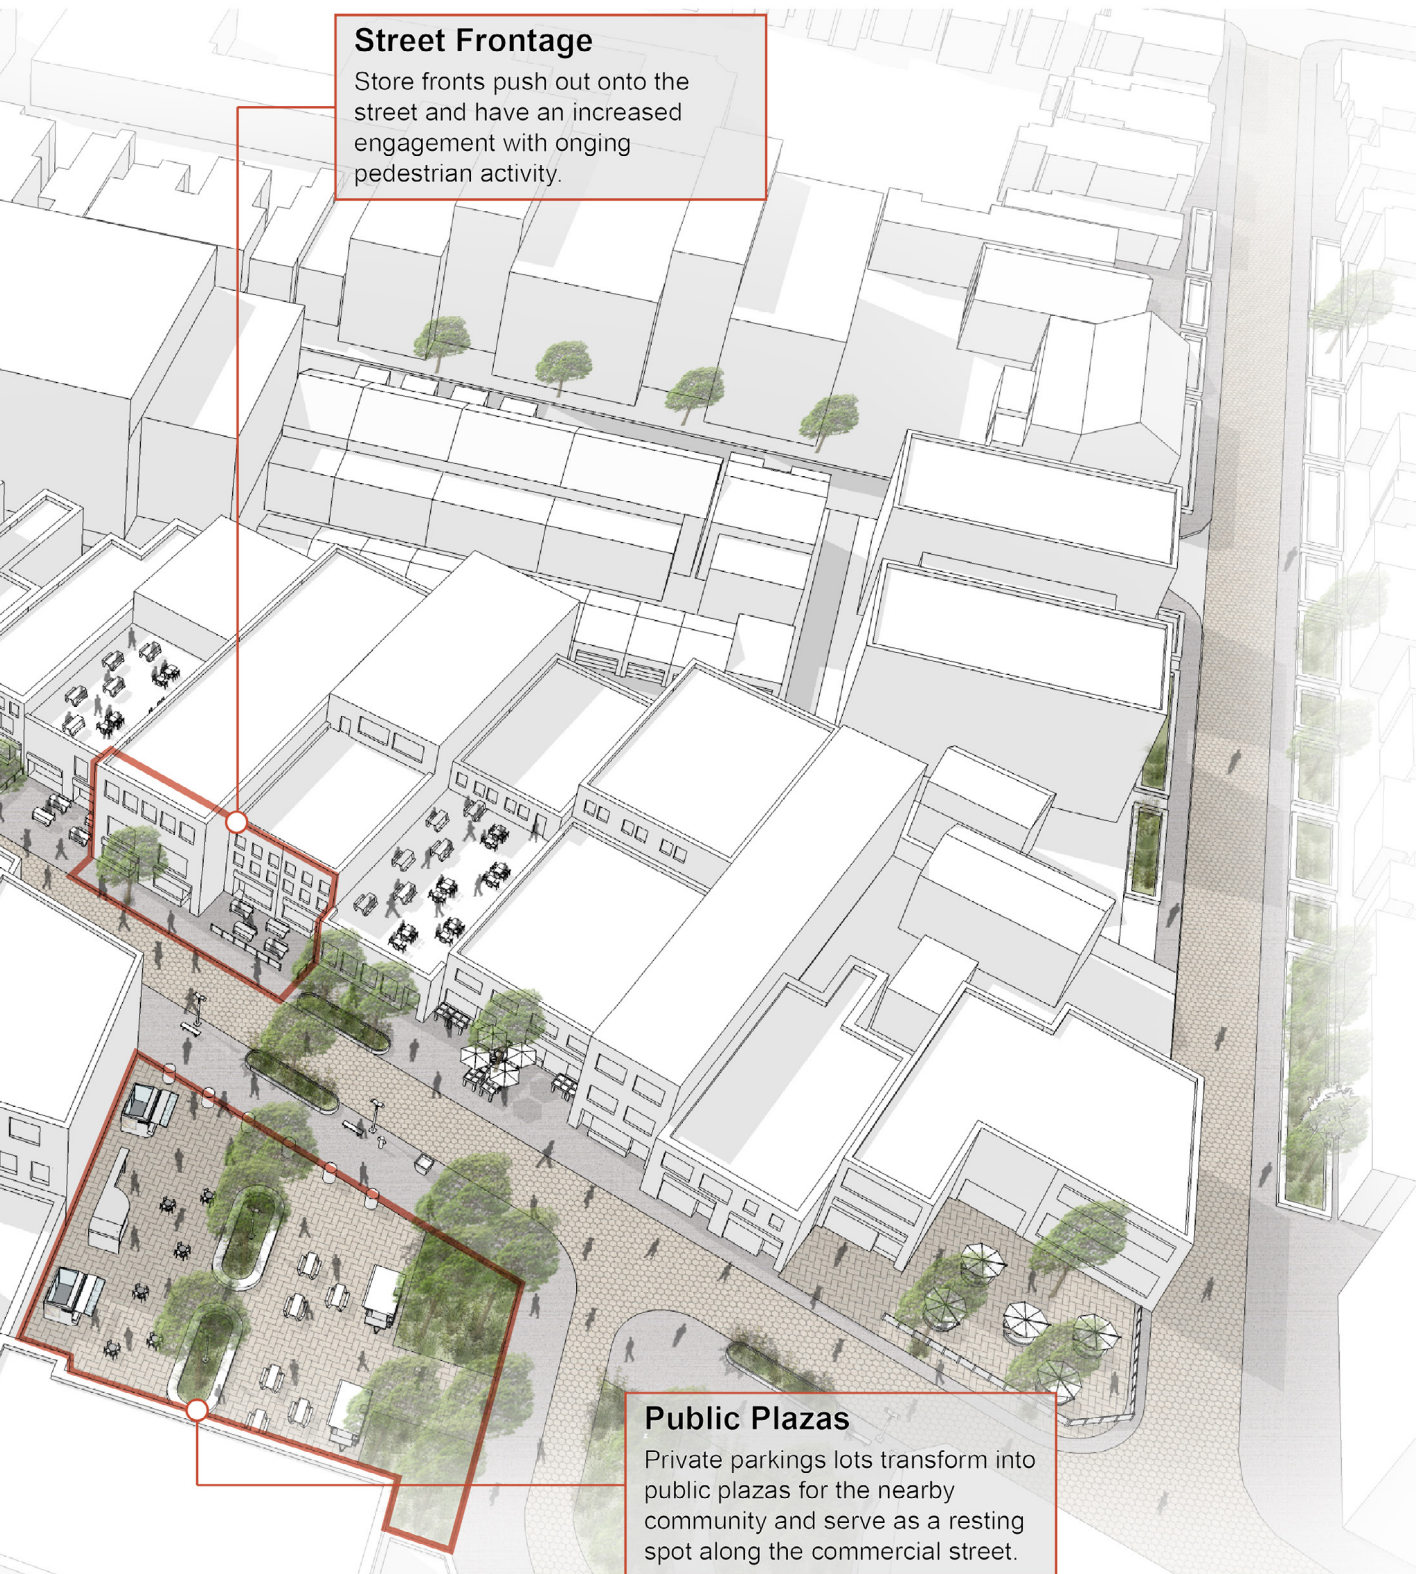 Street Frontage
Store fronts push out onto the
street and have an increased
engagement with onging
pedestrian activity.
Public Plazas
Private parkings lots transform into
public plazas for the nearby
community and serve as a resting
spot along the commercial street.